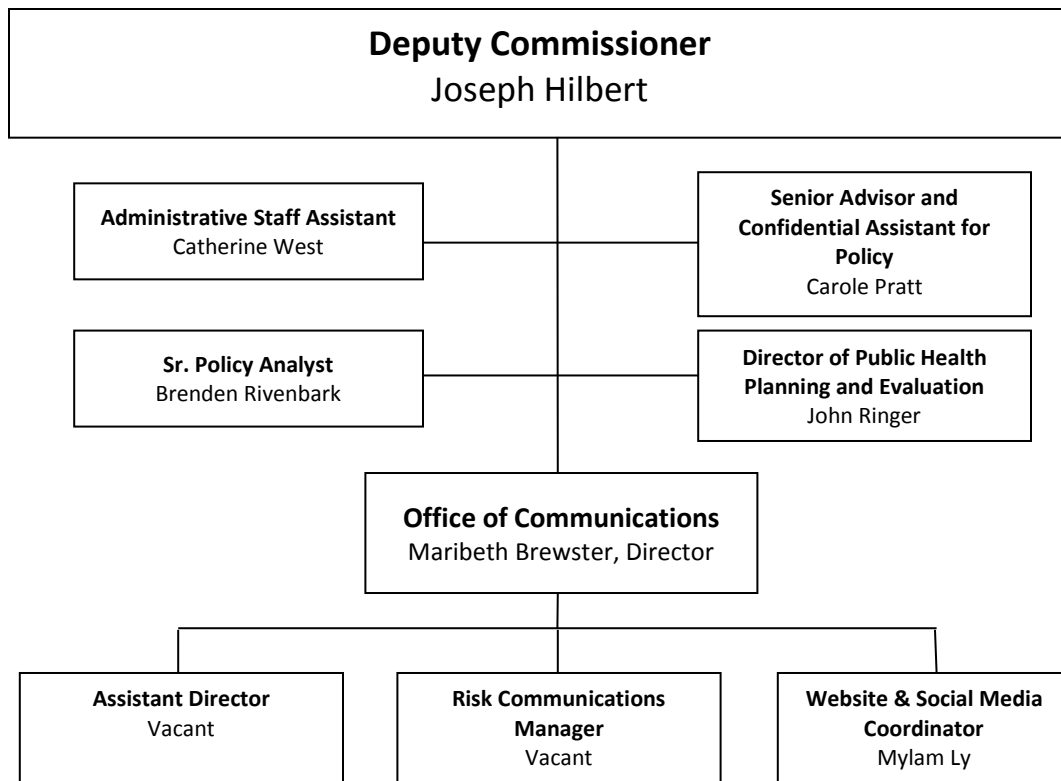 Deputy Commissioner
Joseph Hilbert
Administrative Staff Assistant
Catherine West
Senior Advisor and
Confidential Assistant for
Policy
Carole Pratt
Sr. Policy Analyst
Brenden Rivenbark
Director of Public Health
Planning and Evaluation
John Ringer
Office of Communications
Maribeth Brewster, Director
Assistant Director
Vacant
Risk Communications
Manager
Vacant
Website & Social Media
Coordinator
Mylam Ly